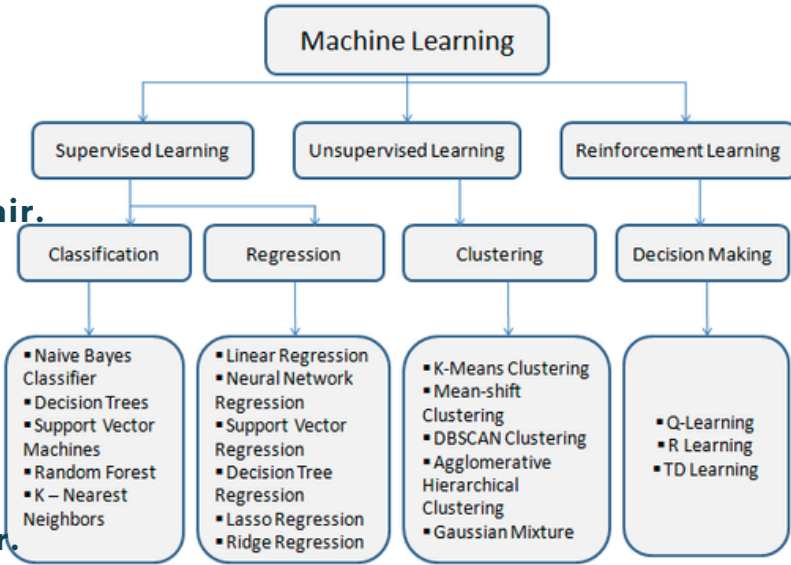 Machine Learning
Supervised Learning
Unsupervised Learning
Reinforcement Learning
Classification
Regression
Clustering
Decision Making
▪ Naive Bayes
Classifier
▪ Decision Trees
▪ Support Vector
Machines
▪ Random Forest
▪ K – Nearest
Neighbors
▪ Linear Regression
▪ Neural Network
Regression
▪ Support Vector
Regression
▪ Decision Tree
Regression
▪ Lasso Regression
▪ Ridge Regression
▪ K-Means Clustering
▪ Mean-shift
Clustering
▪ DBSCAN Clustering
▪ Agglomerative
Hierarchical
Clustering
▪ Gaussian Mixture
▪ Q-Learning
▪ R Learning
▪ TD Learning